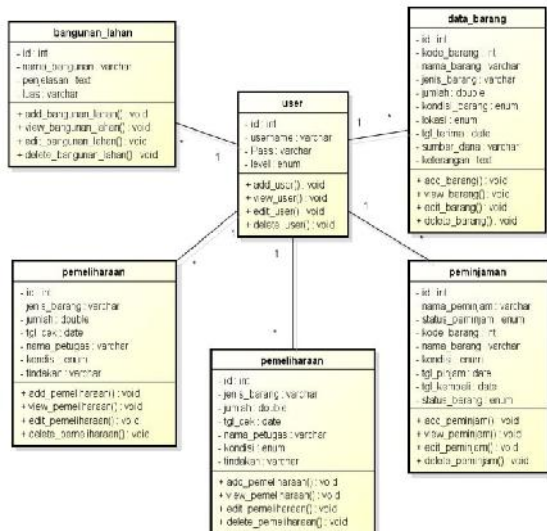 bangunan_lahan
- id : int
- nama_bangunan : varchar
- penjelasan : text
luas : varchar
+ add_bangunan_lahan() : void
+ view_bangunan_lahan() : void
+ edit_bangunan_lahan() : void
+ delete_bangunan_lahan() : void
data_barang
- id : int
- kode_barang : int
nama_barang : varchar
- jenis_barang : varchar
- jumlah : double
- kondisi_barang : enum
- lokasi : enum
- tgl_terima : date
- sumbar_dana : varchar
- keterangan : text
+ add_barang() : void
+ view_barang() : void
+ edit_barang() : void
+ delete_barang() : void
user
- id : int
- username : varchar
- Pass : varchar
- level : enum
+ add_user() : void
+ view_user() : void
+ edit_user() : void
+ delete_user() : void
* 1
1 *
* 1
1 *
1 *
pemeliharaan
- id : int
jenis_barang : varchar
- jumlah : double
- tgl_cek : date
- nama_petugas : varchar
- kondisi : enum
- tindakan : varchar
+ add_pemeliharaan() : void
+ view_pemeliharaan() : void
+ edit_pemeliharaan() : void
+ delete_pemeliharaan() : void
pemeliharaan
- id : int
- jenis_barang : varchar
- jumlah : double
- tgl_cek : date
- nama_petugas : varchar
- kondisi : enum
- tindakan : varchar
+ add_pemeliharaan() : void
+ view_pemeliharaan() : void
+ edit_pemeliharaan() : void
+ delete_pemeliharaan() : void
peminjaman
- id : int
nama_peminjam : varchar
- status_peminjam : enum
- kode_barang : int
- nama_barang : varchar
- kondisi : enum
- tgl_pinjam : date
- tgl_kembali : date
- status_barang : enum
+ add_peminjam() : void
+ view_peminjam() : void
+ edit_peminjam() : void
+ delete_peminjam() : void